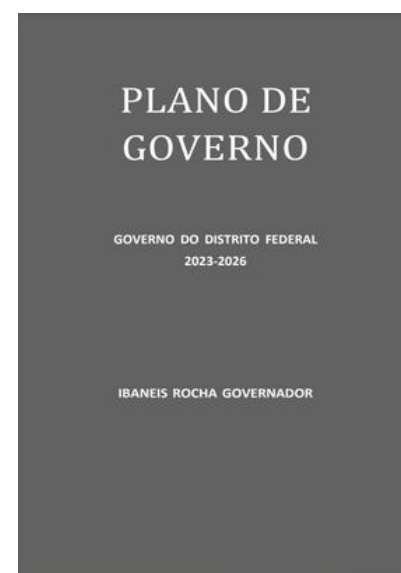 PLANO DE
GOVERNO
GOVERNO DO DISTRITO FEDERAL
2023-2026
IBANEIS ROCHA GOVERNADOR